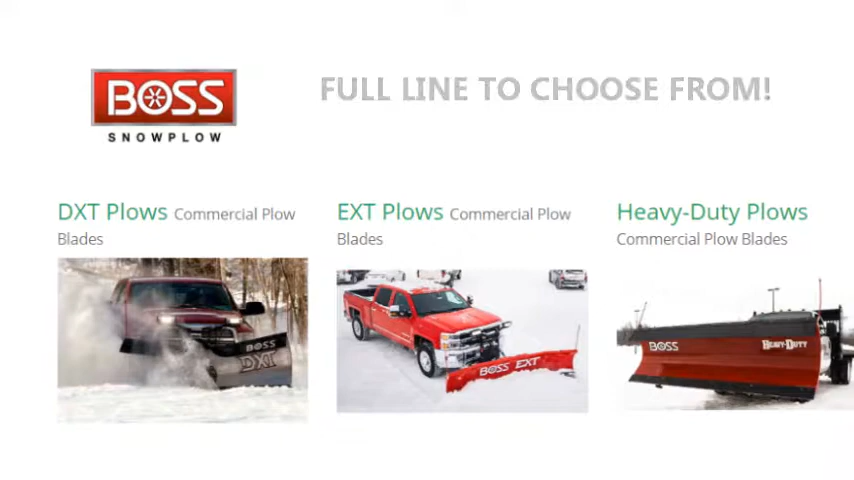 BOSS
SNOWPLOW
FULL LINE TO CHOOSE FROM!
DXT Plows Commercial Plow
Blades
EXT Plows Commercial Plow
Blades
Heavy-Duty Plows
Commercial Plow Blades
BOSS
DXT
BOSS EXT
BOSS
HEAVY-DUTY